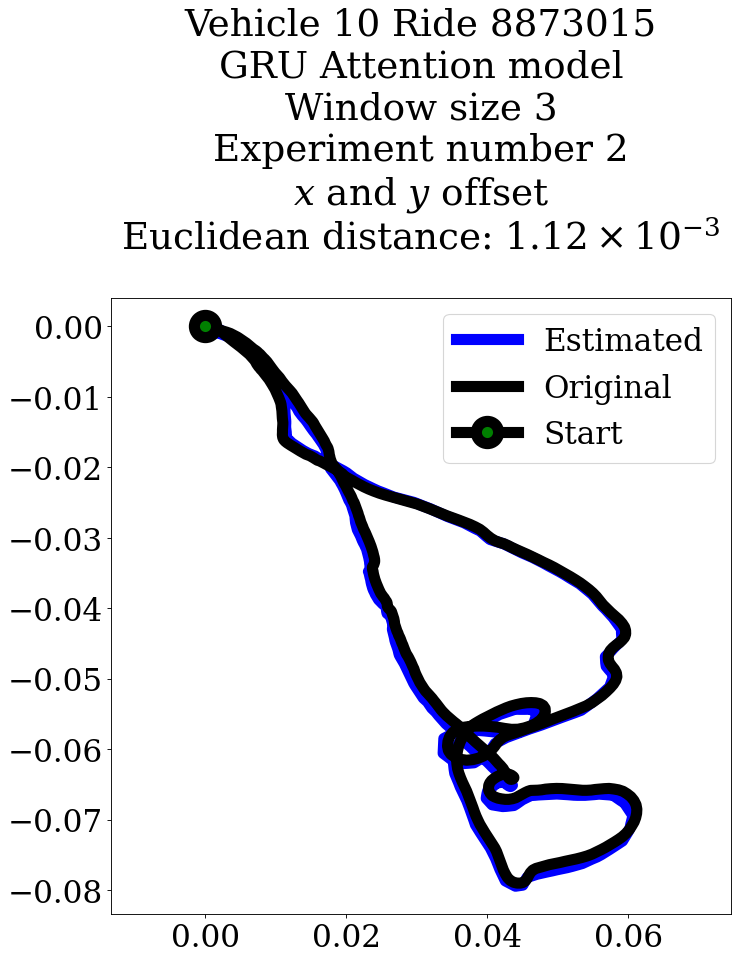 Vehicle 10 Ride 8873015
GRU Attention model
Window size 3
Experiment number 2
x and y offset
Euclidean distance: 1.12 × 10⁻³
Estimated
Original
Start
0.00
−0.01
−0.02
−0.03
−0.04
−0.05
−0.06
−0.07
−0.08
0.00 0.02 0.04 0.06